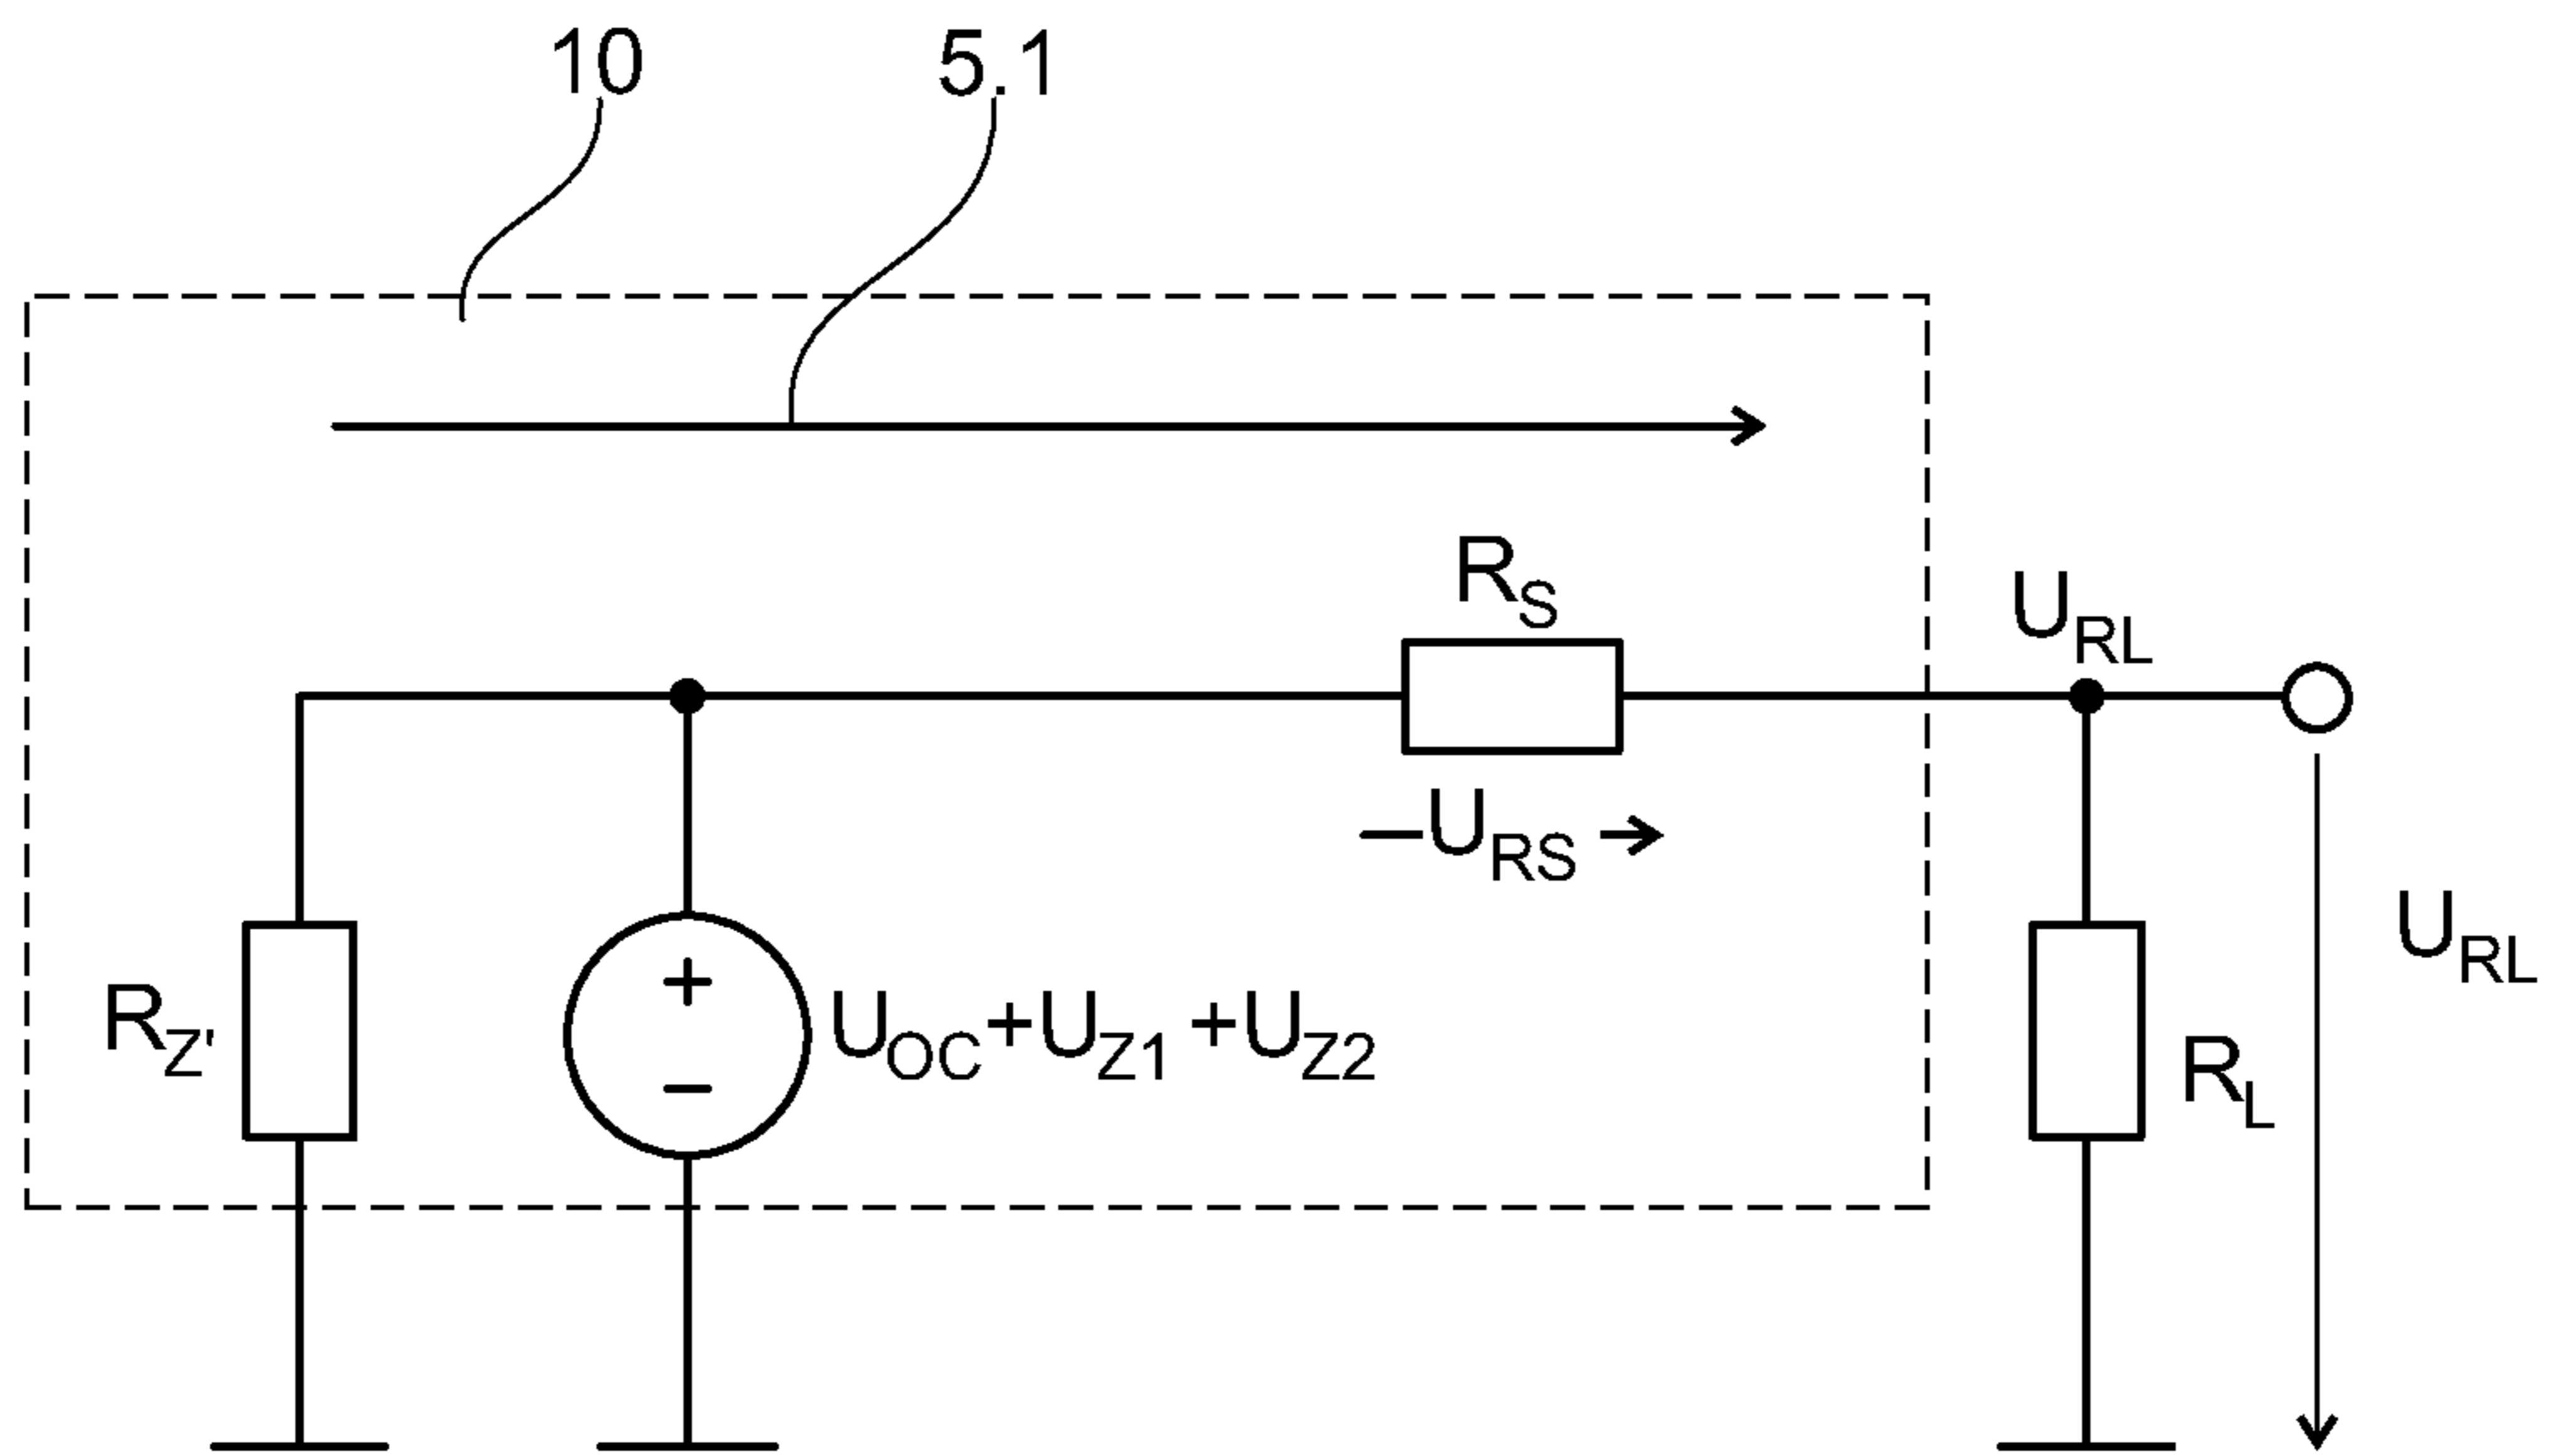 10
5.1
R_S
U_RL
U_RS
U_RL
R_Z'
+
−
U_OC+U_Z1+U_Z2
R_L